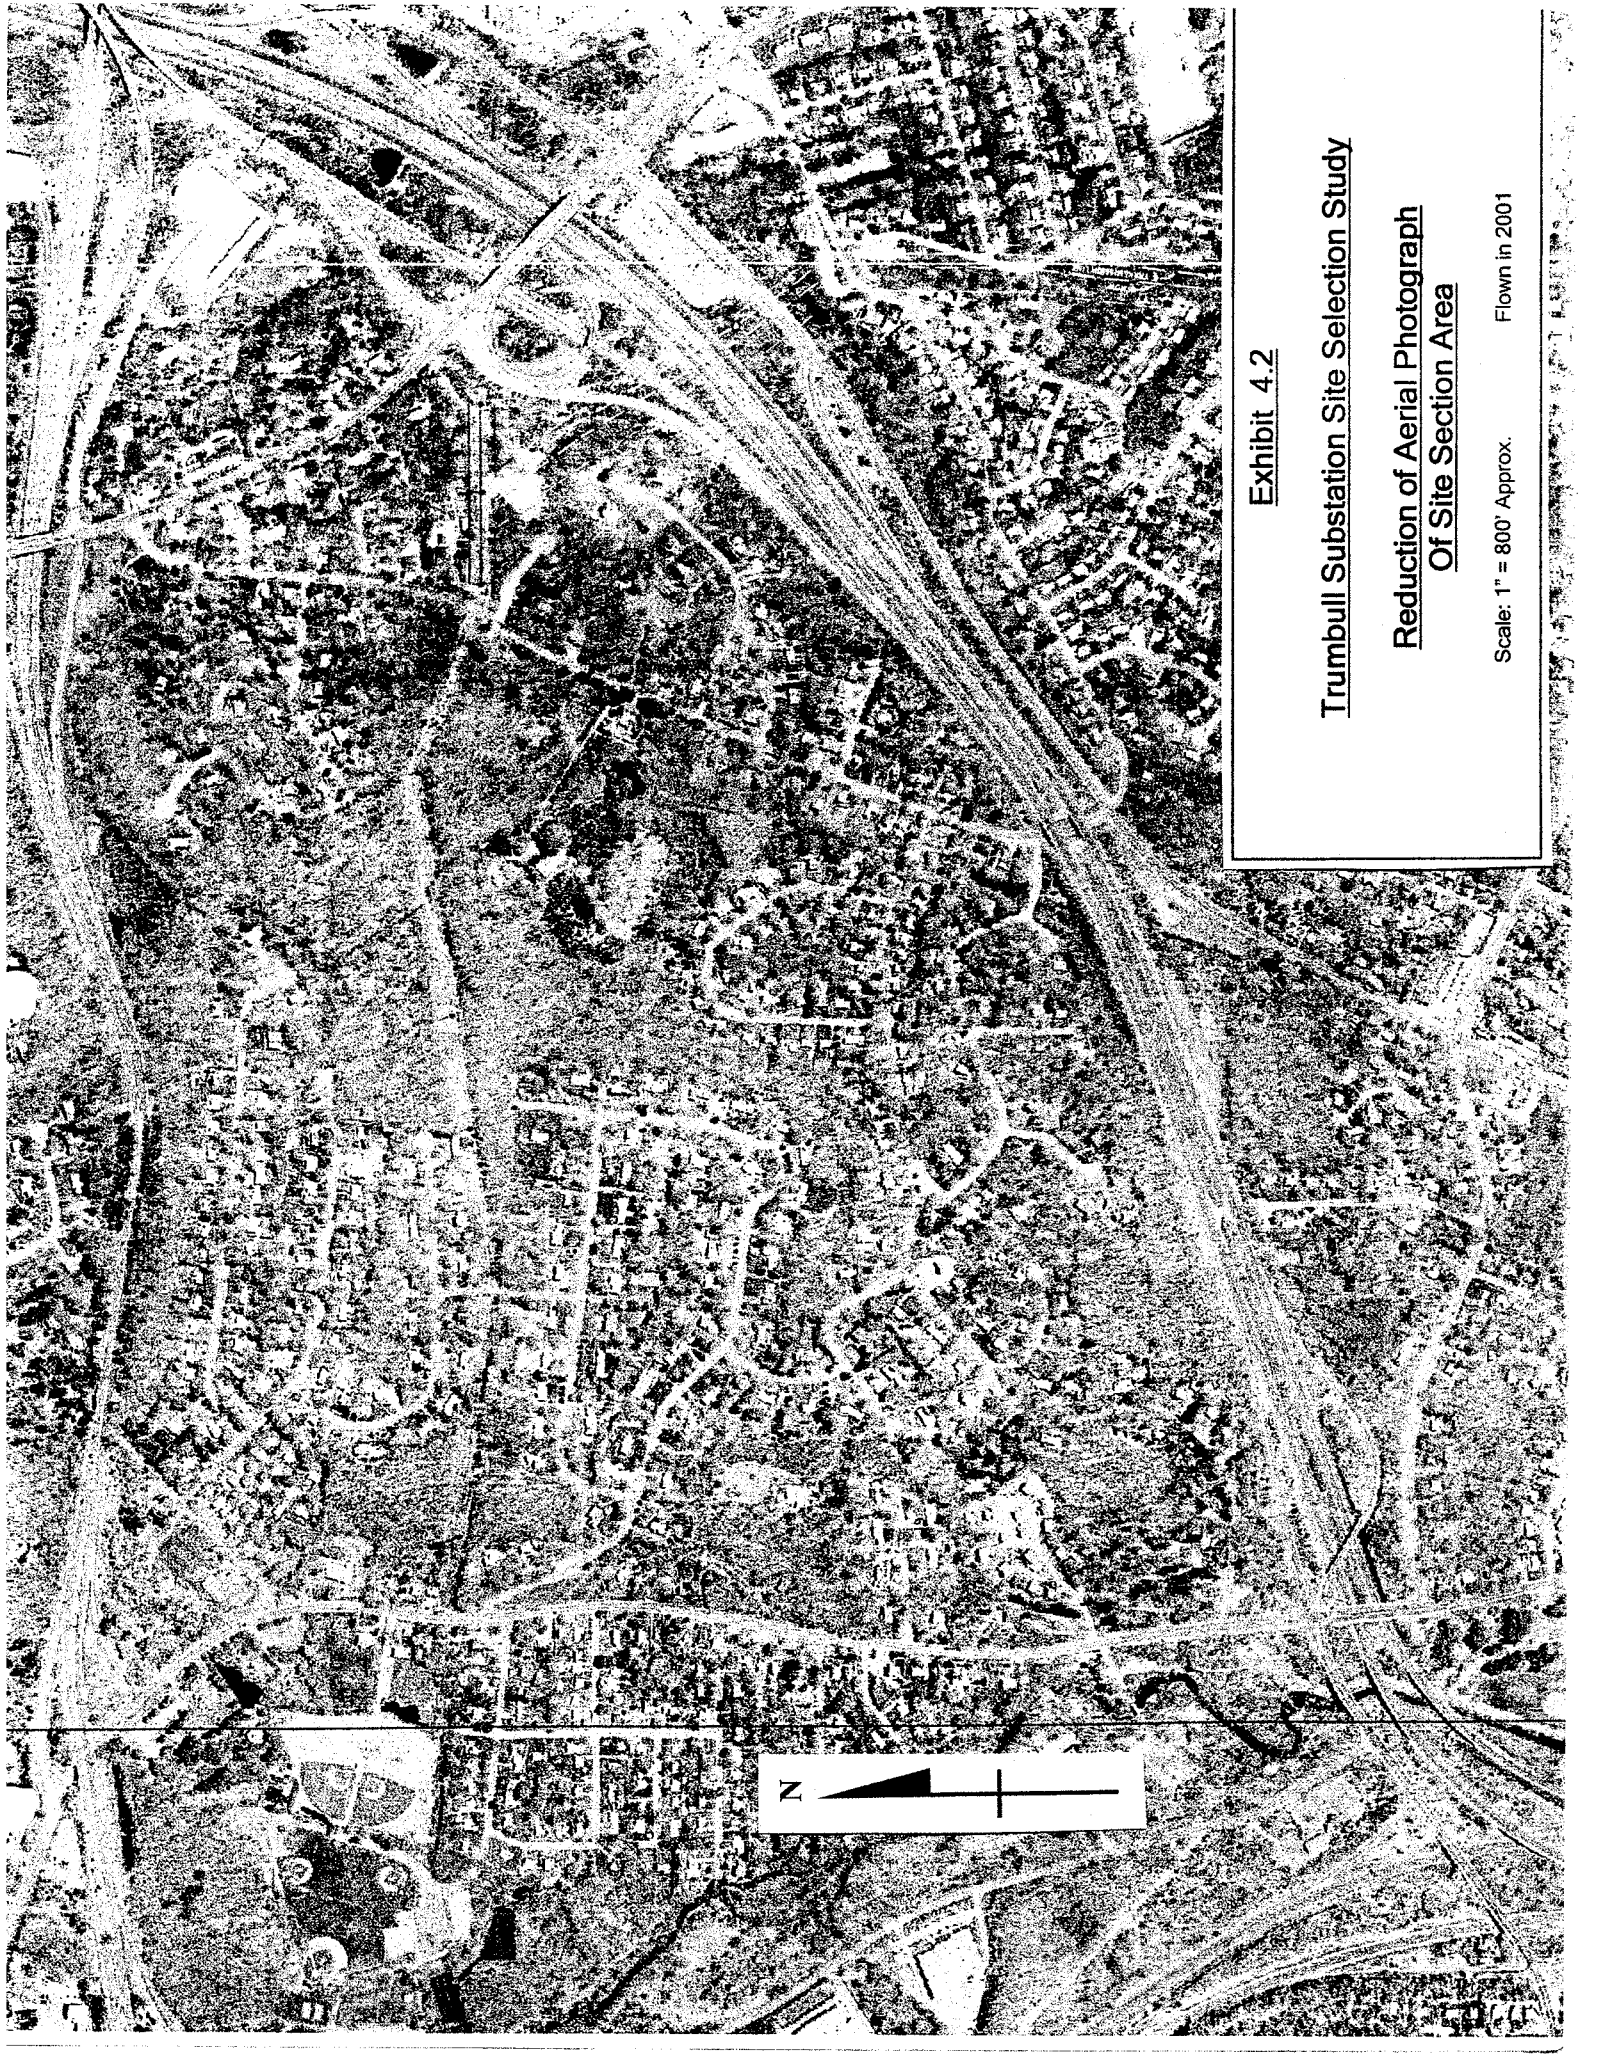 Exhibit 4.2
Trumbull Substation Site Selection Study
Reduction of Aerial Photograph
Of Site Section Area
Scale: 1" = 800' Approx. Flown in 2001
N